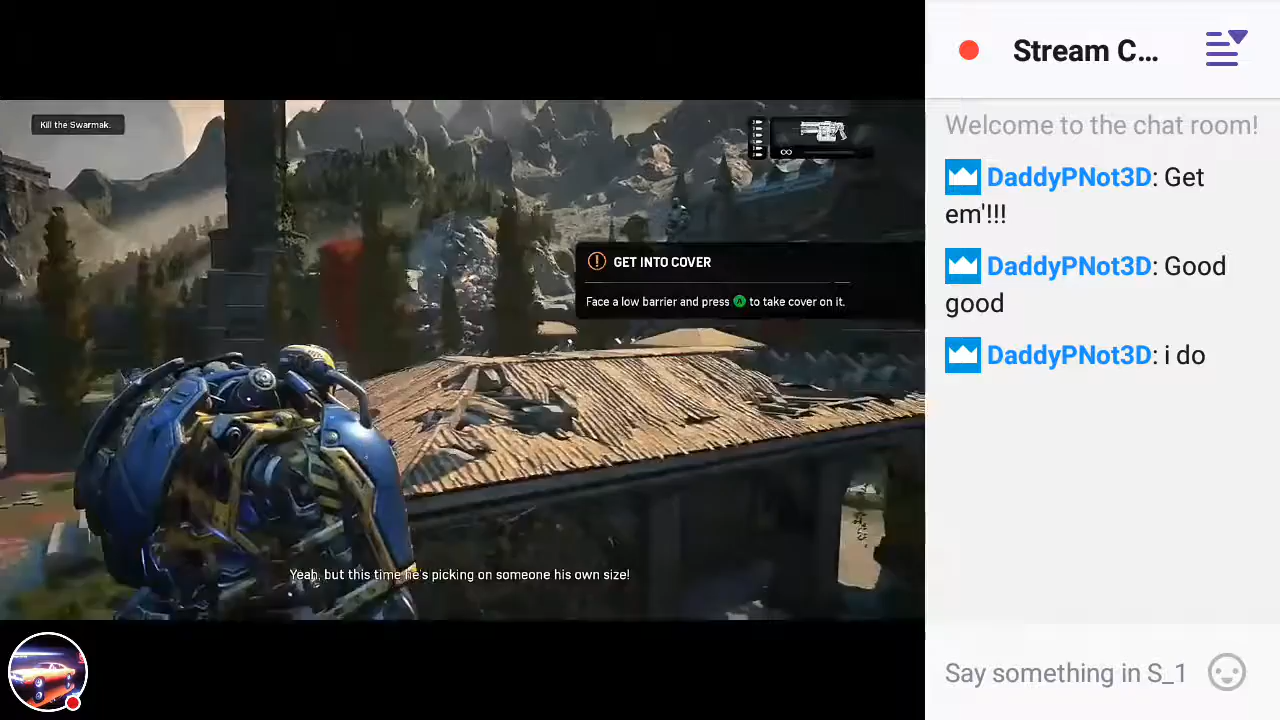 Kill the Swarmak.
∞
GET INTO COVER
Face a low barrier and press A to take cover on it.
Yeah, but this time he's picking on someone his own size!
Stream C...
Welcome to the chat room!
DaddyPNot3D: Get
em'!!!
DaddyPNot3D: Good
good
DaddyPNot3D: i do
Say something in S_1